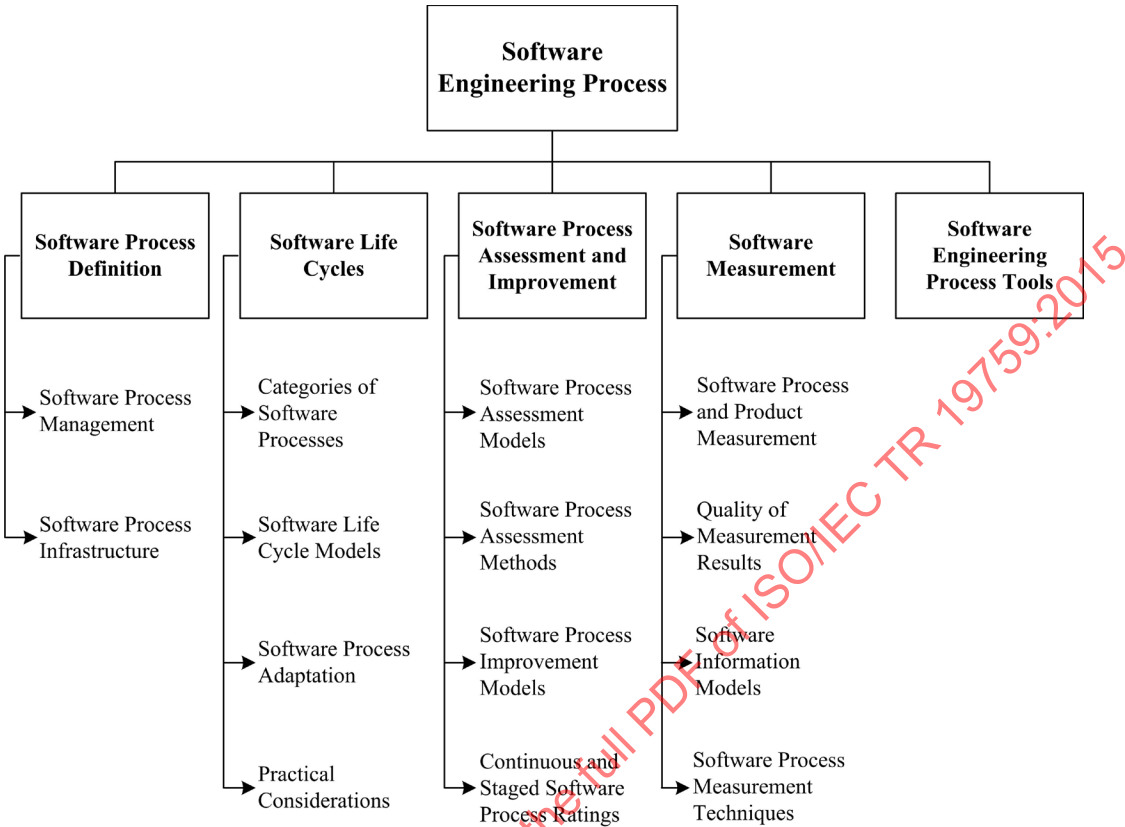 Software
Engineering Process
Software Process
Definition
Software Life
Cycles
Software Process
Assessment and
Improvement
Software
Measurement
Software
Engineering
Process Tools
Software Process
Management
Software Process
Infrastructure
Categories of
Software
Processes
Software Life
Cycle Models
Software Process
Adaptation
Practical
Considerations
Software Process
Assessment
Models
Software Process
Assessment
Methods
Software Process
Improvement
Models
Continuous and
Staged Software
Process Ratings
Software Process
and Product
Measurement
Quality of
Measurement
Results
Software
Information
Models
Software Process
Measurement
Techniques
the full PDF of ISO/IEC TR 19759:2015